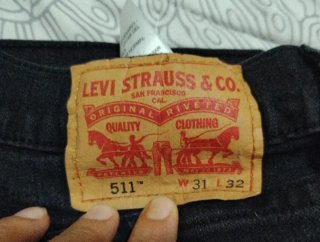 LEVI STRAUSS & CO.
SAN FRANCISCO
CAL.
ORIGINAL RIVETED
QUALITY CLOTHING
511™ W 31 L 32